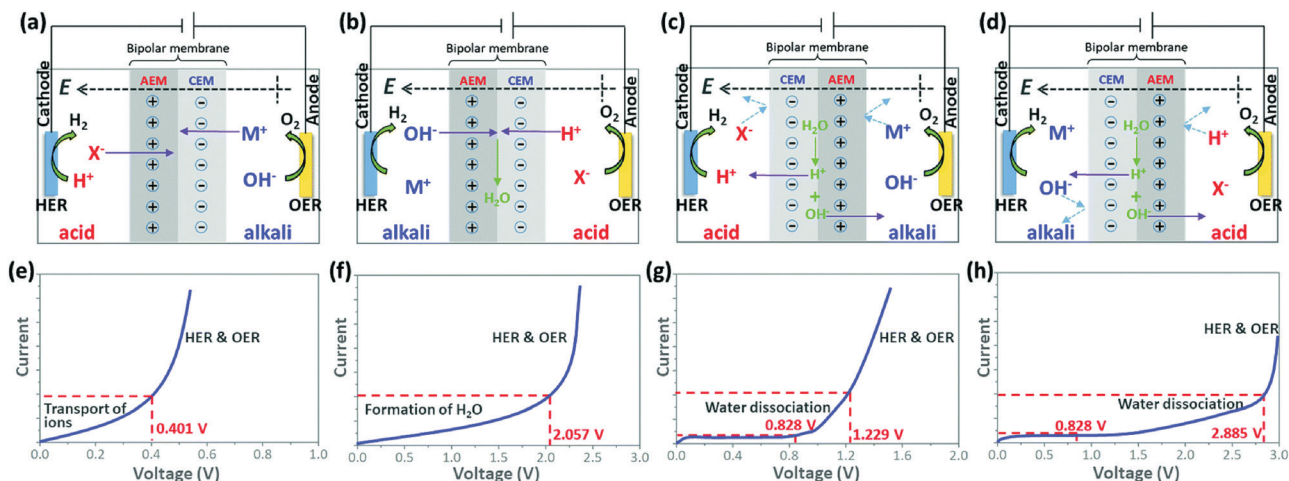 (a)
Bipolar membrane
AEM CEM
E
Cathode
Anode
H2
O2
X-
M+
H+
OH-
HER
OER
acid
alkali
(b)
Bipolar membrane
AEM CEM
E
Cathode
Anode
H2
O2
OH-
H+
M+
X-
H2O
HER
OER
alkali
acid
(c)
Bipolar membrane
CEM AEM
E
Cathode
Anode
H2
O2
X-
H2O
M+
H+
H+
+
OH-
OH-
HER
OER
acid
alkali
(d)
Bipolar membrane
CEM AEM
E
Cathode
Anode
H2
O2
M+
H2O
H+
OH-
H+
+
OH-
X-
HER
OER
alkali
acid
(e)
Current
HER & OER
Transport of
ions
0.401 V
0.0 0.2 0.4 0.6 0.8 1.0
Voltage (V)
(f)
Current
HER & OER
Formation of H2O
2.057 V
0.0 1.0 2.0 3.0
Voltage (V)
(g)
Current
HER & OER
Water dissociation
0.828 V
1.229 V
0.0 0.4 0.8 1.2 1.6 2.0
Voltage (V)
(h)
Current
HER & OER
Water dissociation
0.828 V
2.885 V
0.0 0.5 1.0 1.5 2.0 2.5 3.0
Voltage (V)